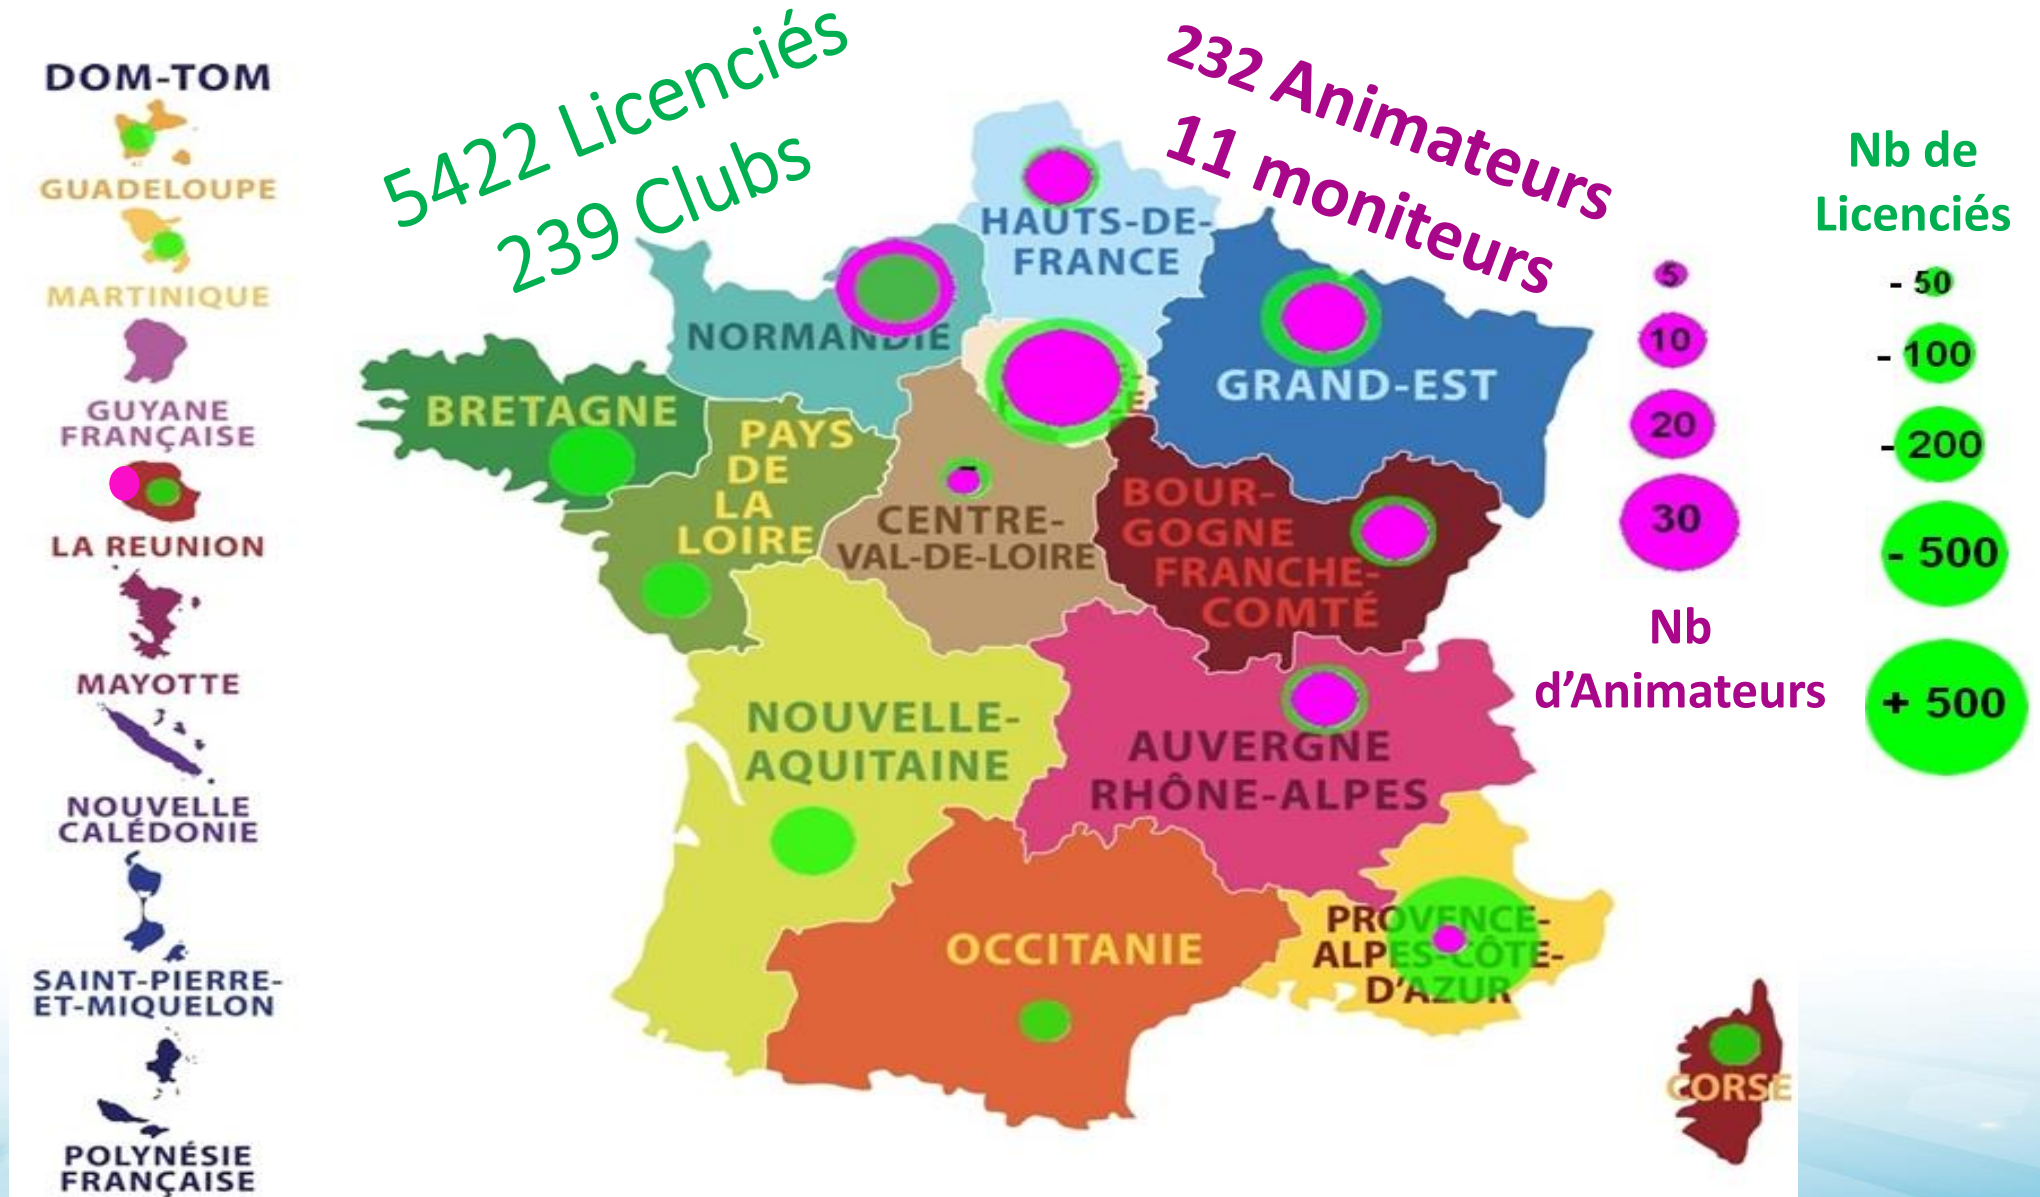 DOM-TOM
GUADELOUPE
MARTINIQUE
GUYANE
FRANÇAISE
LA REUNION
MAYOTTE
NOUVELLE
CALÉDONIE
SAINT-PIERRE-
ET-MIQUELON
POLYNÉSIE
FRANÇAISE
5422 Licenciés
239 Clubs
232 Animateurs
11 moniteurs
HAUTS-DE-
FRANCE
NORMANDIE
GRAND-EST
BRETAGNE
PAYS
DE
LA
LOIRE
CENTRE-
VAL-DE-LOIRE
BOUR-
GOGNE
FRANCHE-
COMTÉ
NOUVELLE-
AQUITAINE
AUVERGNE
RHÔNE-ALPES
OCCITANIE
PROVENCE-
ALPES-CÔTE-
D'AZUR
CORSE
5
10
20
30
Nb
d’Animateurs
Nb de
Licenciés
- 50
- 100
- 200
- 500
+ 500